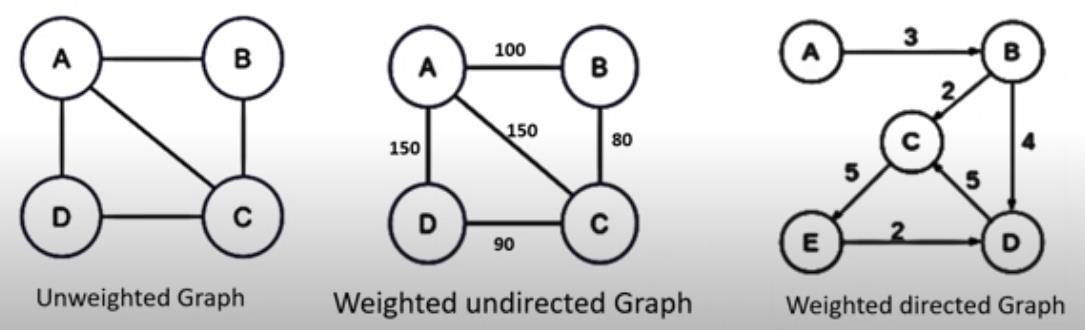 A B
D C
Unweighted Graph
A 100 B
150 150 80
D 90 C
Weighted undirected Graph
A 3 B
2
C 4
5 5
E 2 D
Weighted directed Graph